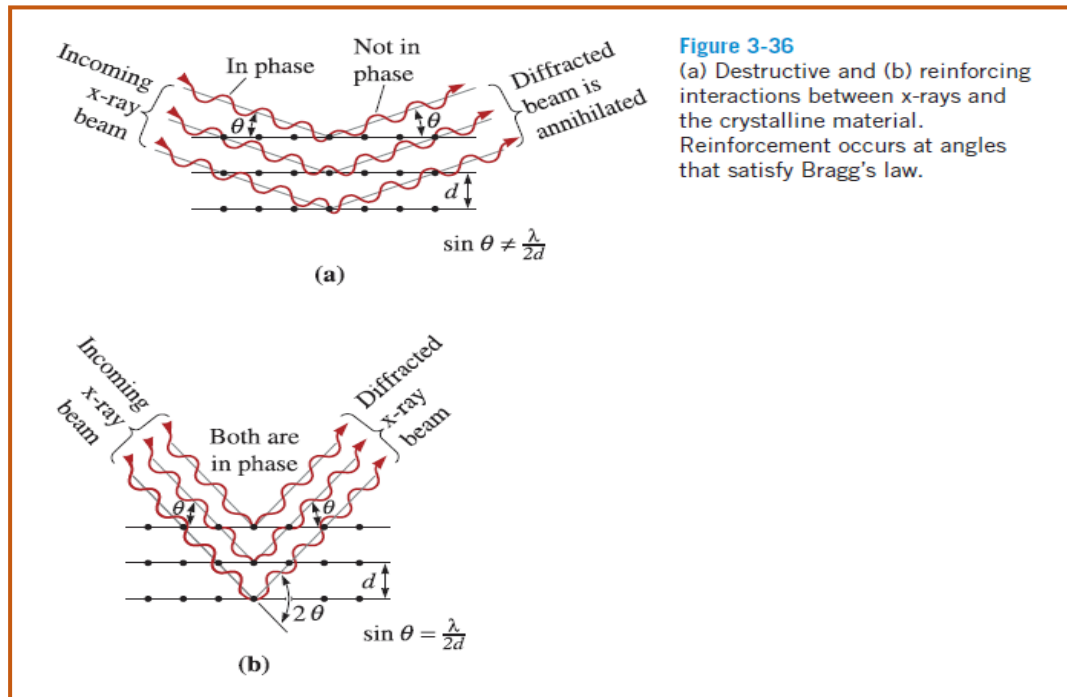 Figure 3-36
(a) Destructive and (b) reinforcing
interactions between x-rays and
the crystalline material.
Reinforcement occurs at angles
that satisfy Bragg's law.
Incoming
x-ray
beam
In phase
Not in
phase
Diffracted
beam is
annihilated
θ
θ
d
sin θ ≠ λ/2d
(a)
Incoming
x-ray
beam
Both are
in phase
Diffracted
x-ray
beam
θ
θ
d
2θ
sin θ = λ/2d
(b)